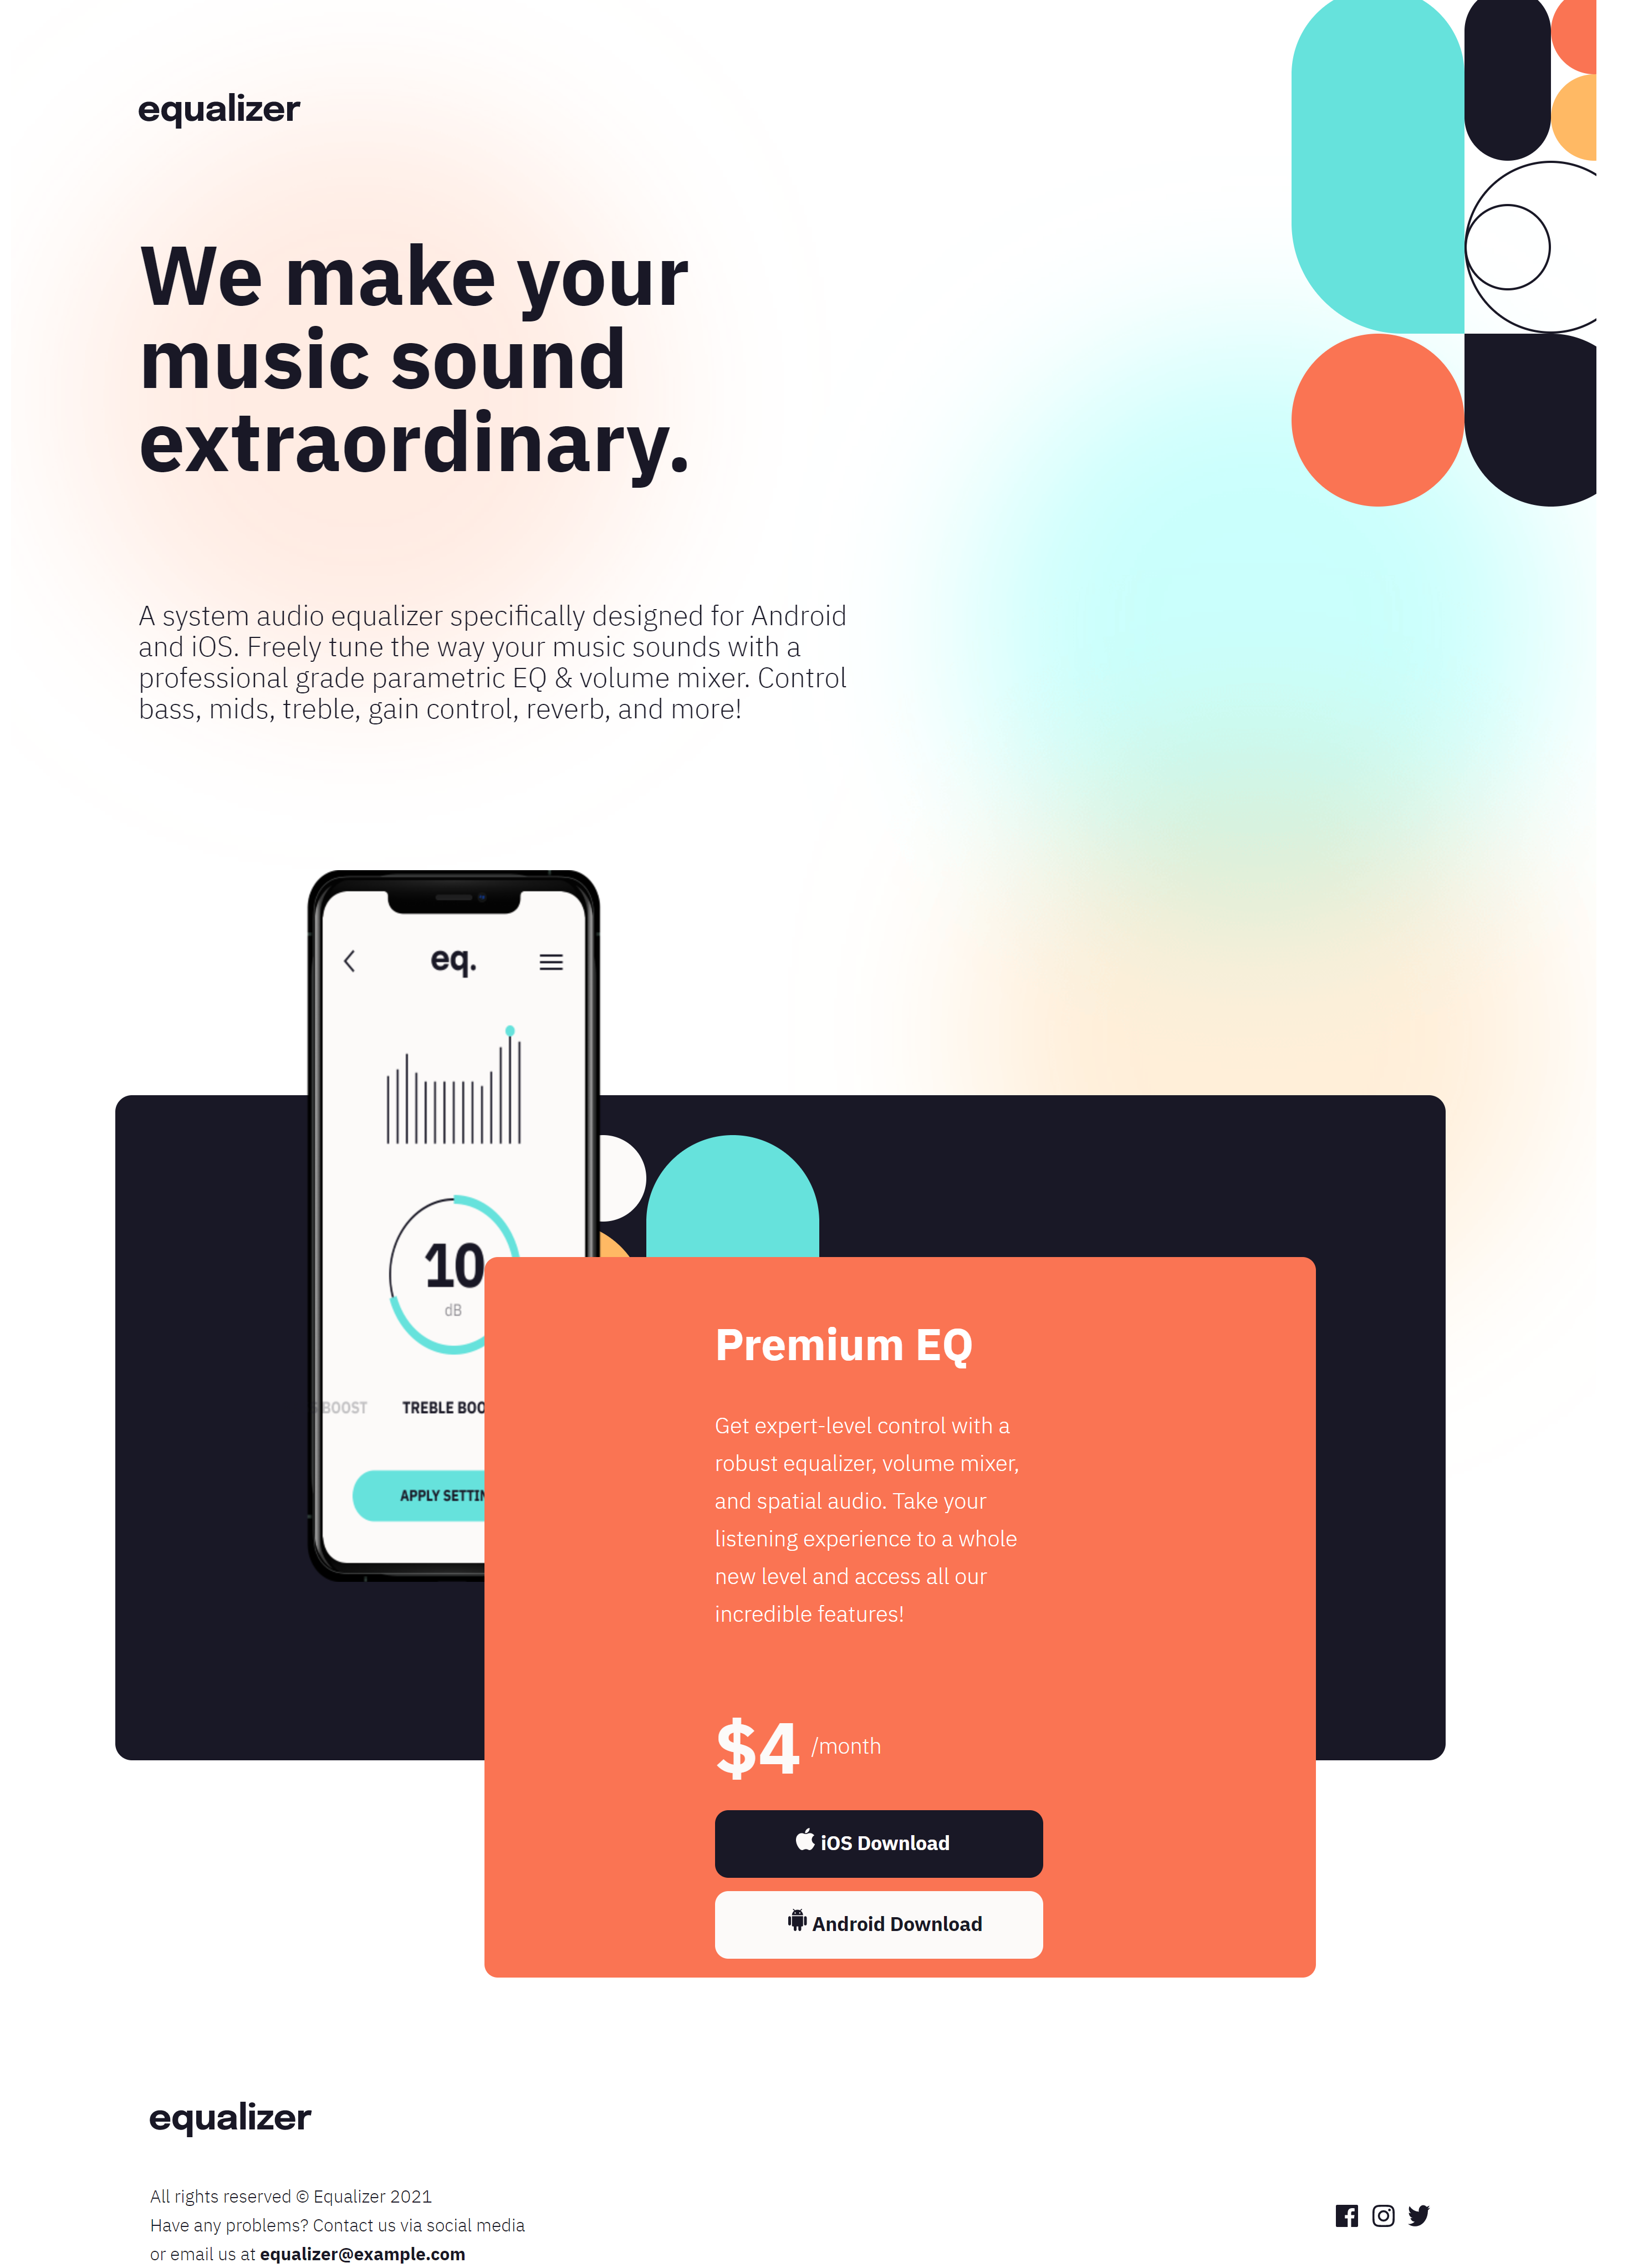 equalizer
We make your
music sound
extraordinary.
A system audio equalizer specifically designed for Android
and iOS. Freely tune the way your music sounds with a
professional grade parametric EQ & volume mixer. Control
bass, mids, treble, gain control, reverb, and more!
eq.
10
dB
BOOST TREBLE BOO
APPLY SETTIN
Premium EQ
Get expert-level control with a
robust equalizer, volume mixer,
and spatial audio. Take your
listening experience to a whole
new level and access all our
incredible features!
$4 /month
iOS Download
Android Download
equalizer
All rights reserved © Equalizer 2021
Have any problems? Contact us via social media
or email us at equalizer@example.com